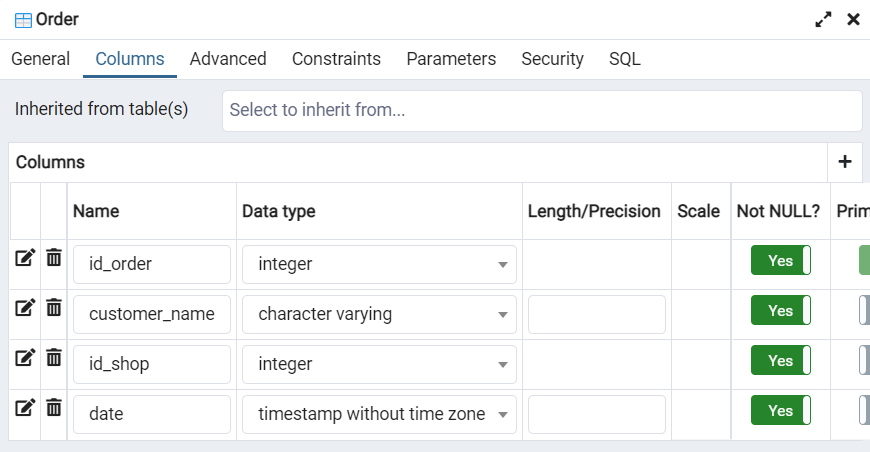 Order
General Columns Advanced Constraints Parameters Security SQL
Inherited from table(s) Select to inherit from...
Columns
Name Data type Length/Precision Scale Not NULL? Prim
id_order integer Yes
customer_name character varying Yes
id_shop integer Yes
date timestamp without time zone Yes